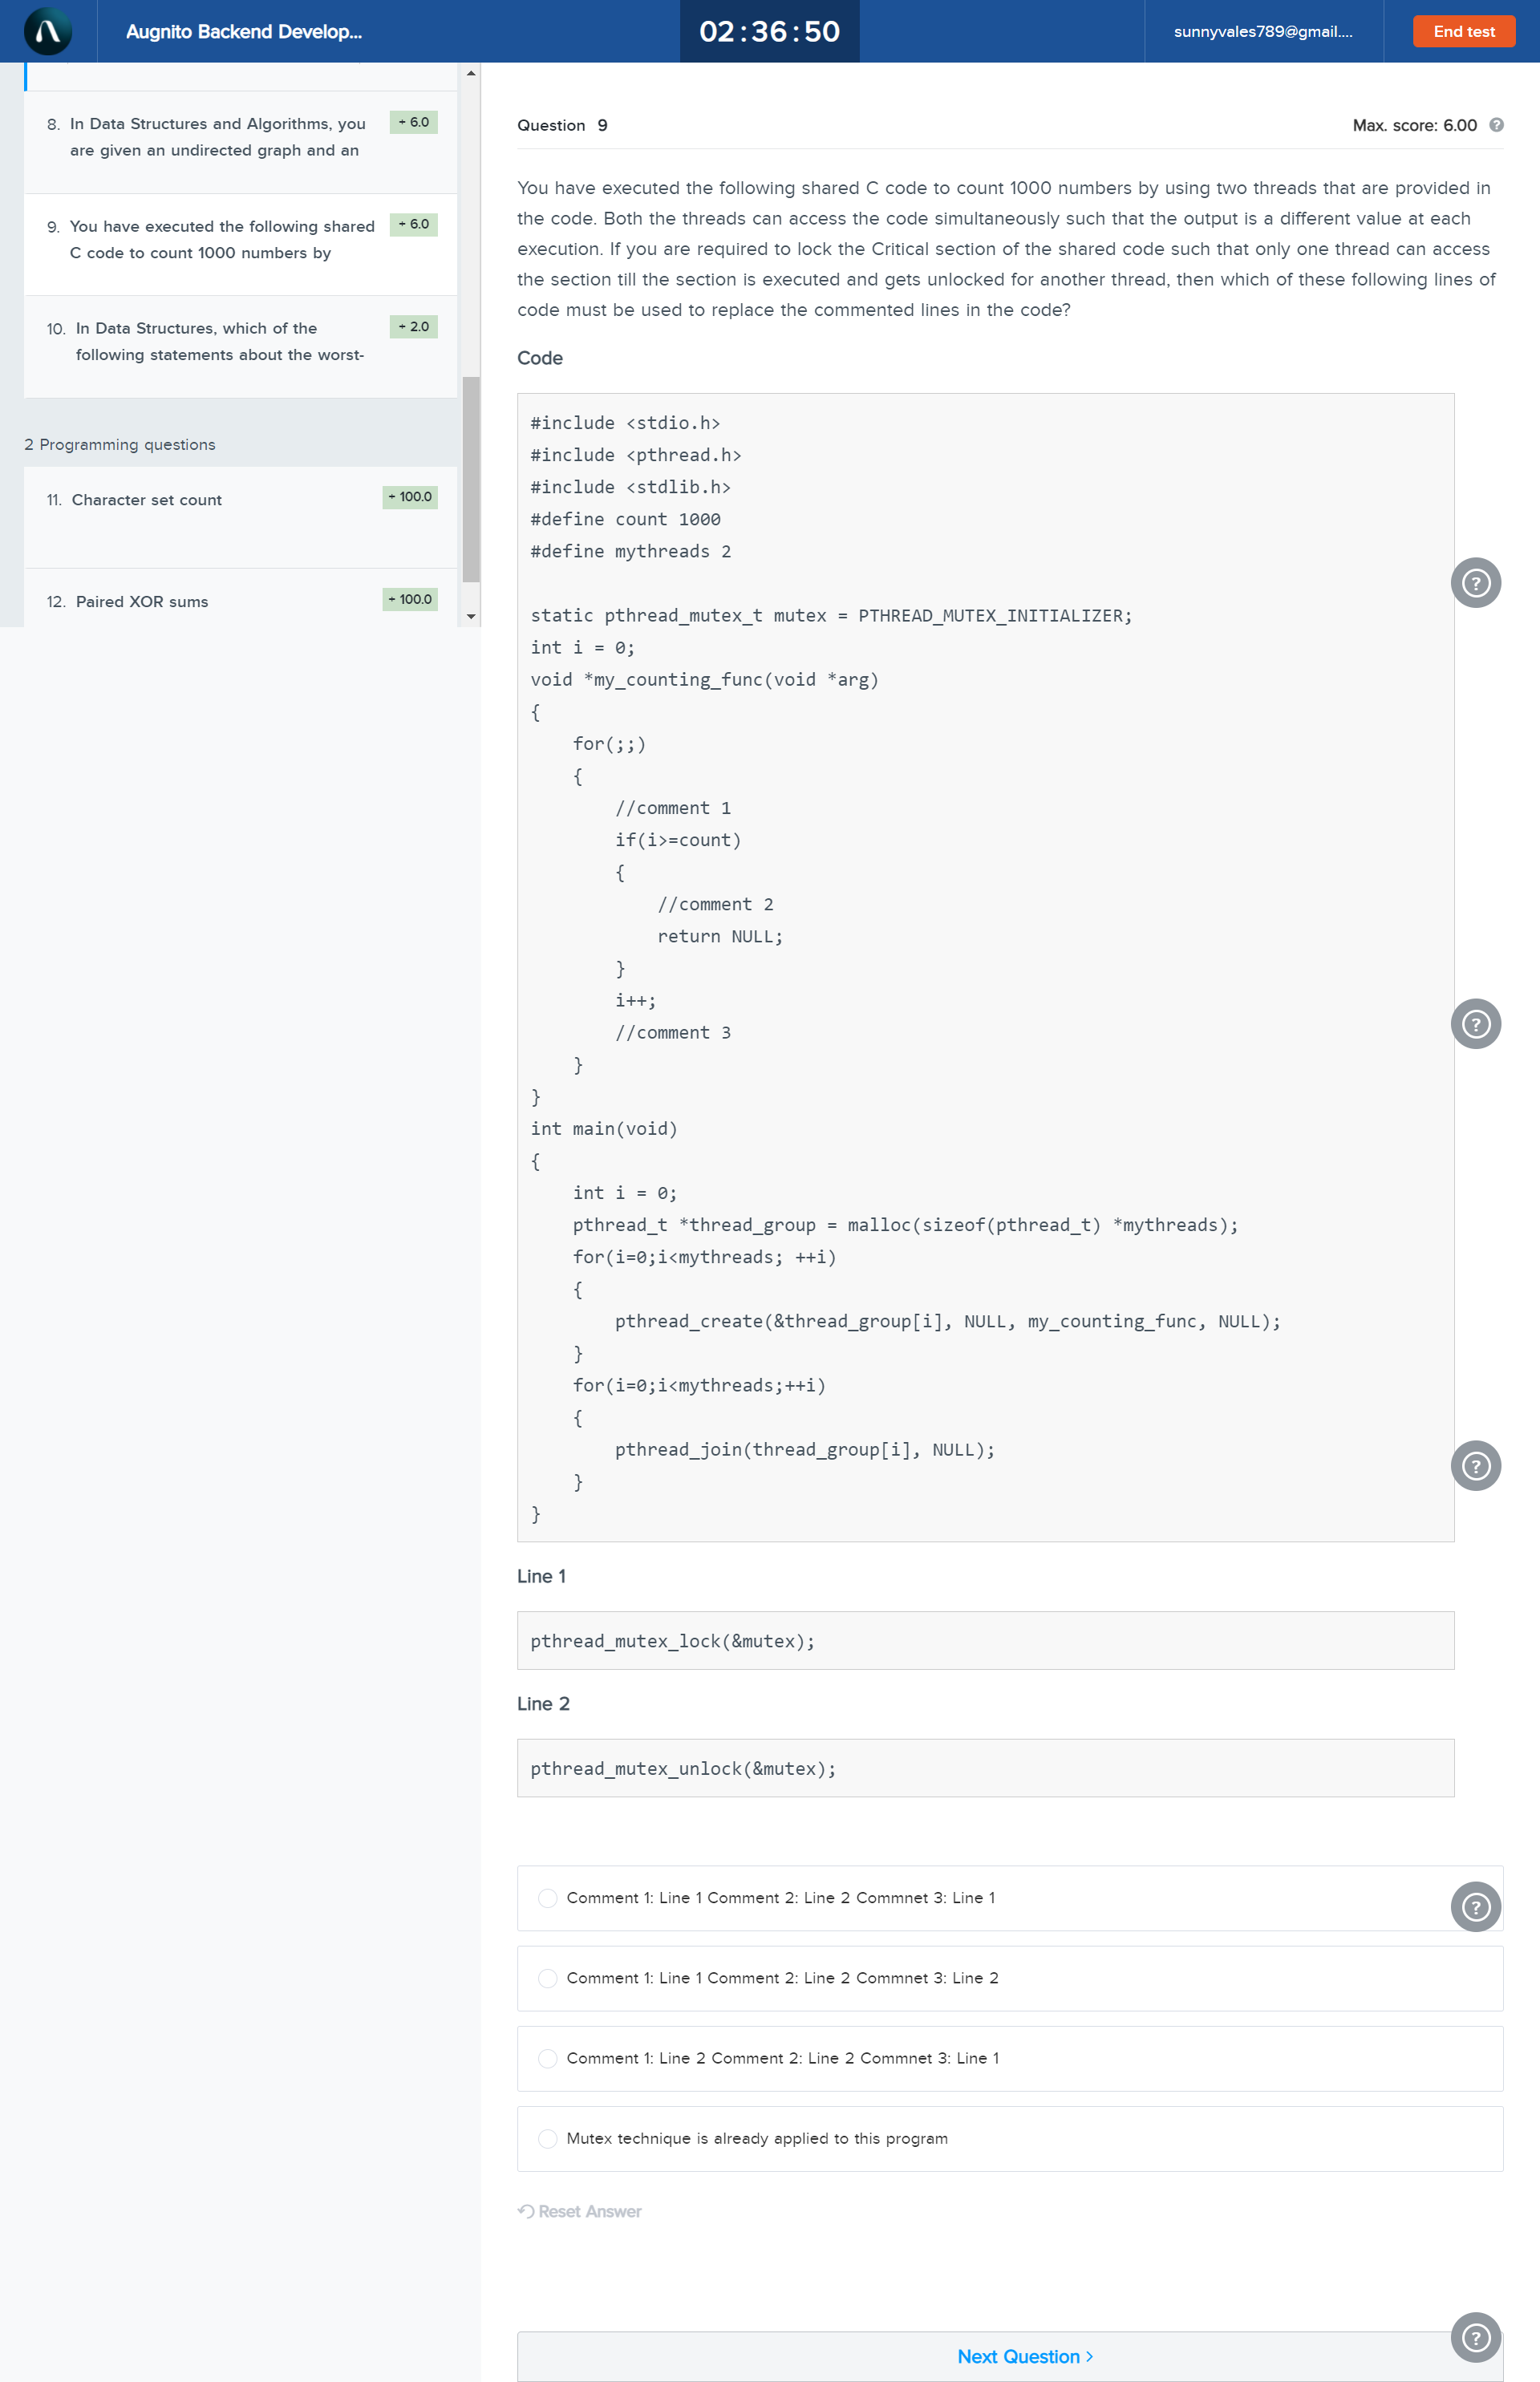 Augnito Backend Develop...
02:36:50
sunnyvales789@gmail....
End test
8. In Data Structures and Algorithms, you
are given an undirected graph and an
+ 6.0
9. You have executed the following shared
C code to count 1000 numbers by
+ 6.0
10. In Data Structures, which of the
following statements about the worst-
+ 2.0
2 Programming questions
11. Character set count
+ 100.0
12. Paired XOR sums
+ 100.0
Question 9
Max. score: 6.00 ?
You have executed the following shared C code to count 1000 numbers by using two threads that are provided in
the code. Both the threads can access the code simultaneously such that the output is a different value at each
execution. If you are required to lock the Critical section of the shared code such that only one thread can access
the section till the section is executed and gets unlocked for another thread, then which of these following lines of
code must be used to replace the commented lines in the code?
Code
#include <stdio.h>
#include <pthread.h>
#include <stdlib.h>
#define count 1000
#define mythreads 2
static pthread_mutex_t mutex = PTHREAD_MUTEX_INITIALIZER;
int i = 0;
void *my_counting_func(void *arg)
{
for(;;)
{
//comment 1
if(i>=count)
{
//comment 2
return NULL;
}
i++;
//comment 3
}
}
int main(void)
{
int i = 0;
pthread_t *thread_group = malloc(sizeof(pthread_t) *mythreads);
for(i=0;i<mythreads; ++i)
{
pthread_create(&thread_group[i], NULL, my_counting_func, NULL);
}
for(i=0;i<mythreads;++i)
{
pthread_join(thread_group[i], NULL);
}
}
Line 1
pthread_mutex_lock(&mutex);
Line 2
pthread_mutex_unlock(&mutex);
Comment 1: Line 1 Comment 2: Line 2 Commnet 3: Line 1
Comment 1: Line 1 Comment 2: Line 2 Commnet 3: Line 2
Comment 1: Line 2 Comment 2: Line 2 Commnet 3: Line 1
Mutex technique is already applied to this program
Reset Answer
Next Question >
?
?
?
?
?